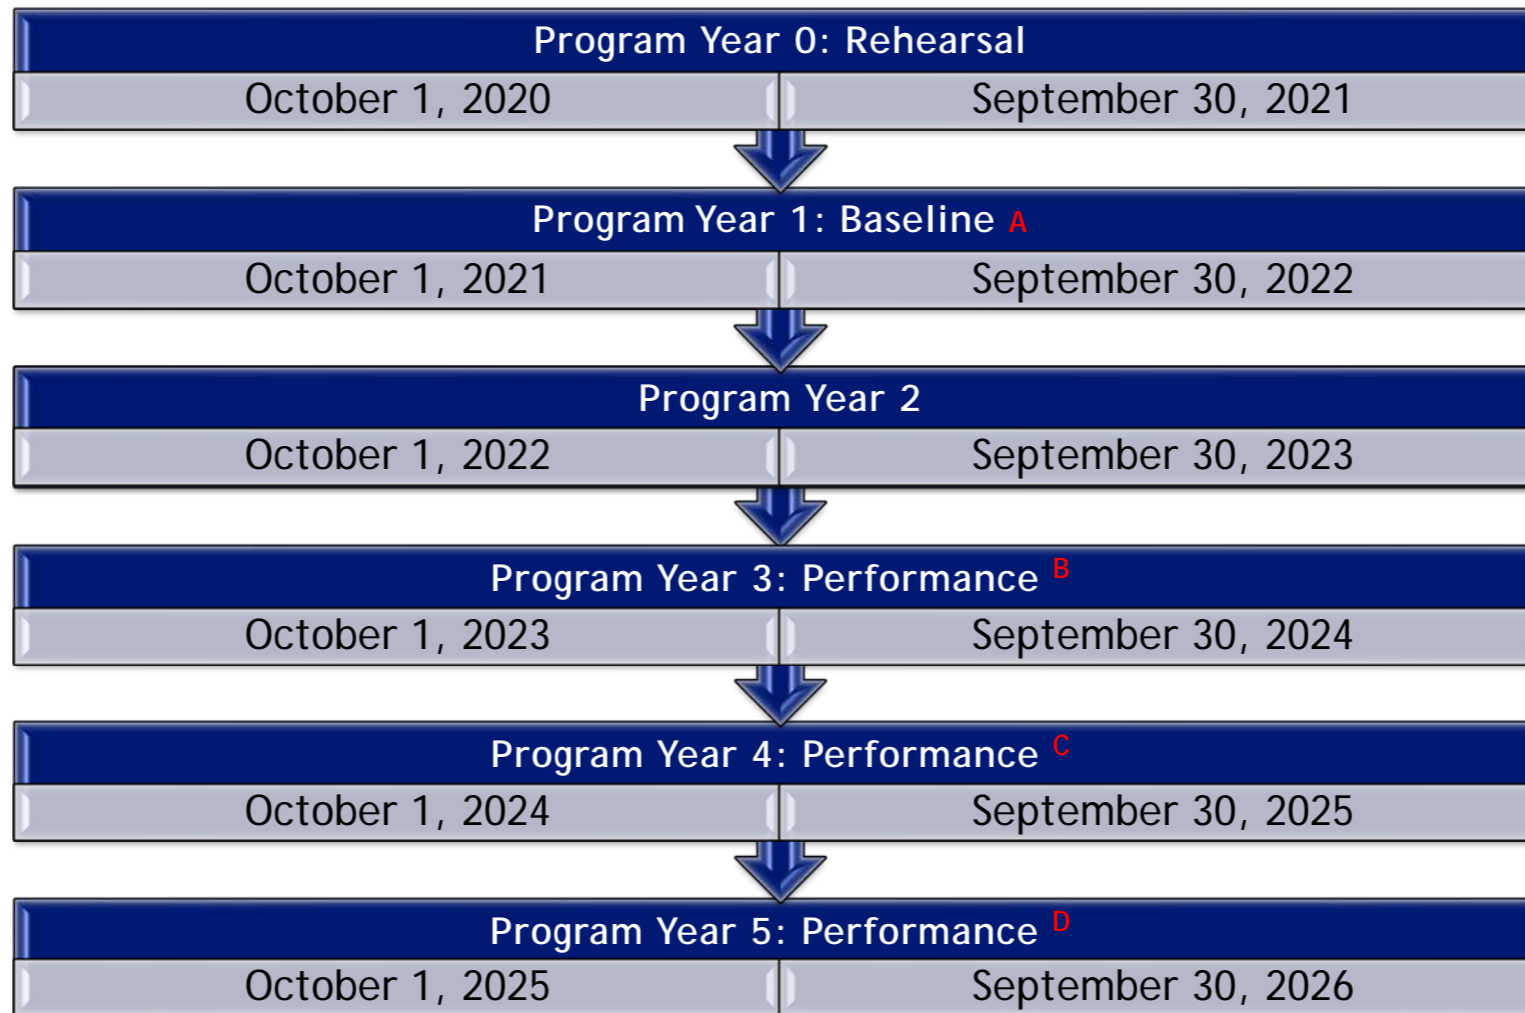 Program Year 0: Rehearsal
October 1, 2020 September 30, 2021
Program Year 1: Baseline A
October 1, 2021 September 30, 2022
Program Year 2
October 1, 2022 September 30, 2023
Program Year 3: Performance B
October 1, 2023 September 30, 2024
Program Year 4: Performance C
October 1, 2024 September 30, 2025
Program Year 5: Performance D
October 1, 2025 September 30, 2026